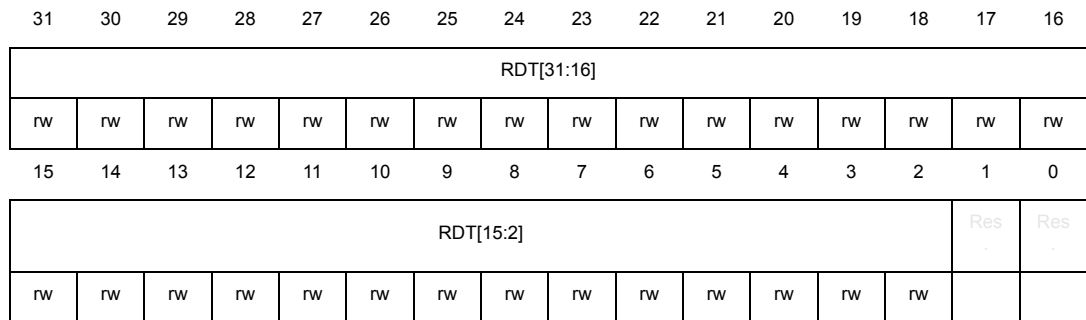 31 30 29 28 27 26 25 24 23 22 21 20 19 18 17 16
RDT[31:16]
rw rw rw rw rw rw rw rw rw rw rw rw rw rw rw rw
15 14 13 12 11 10 9 8 7 6 5 4 3 2 1 0
RDT[15:2] Res. Res.
rw rw rw rw rw rw rw rw rw rw rw rw rw rw